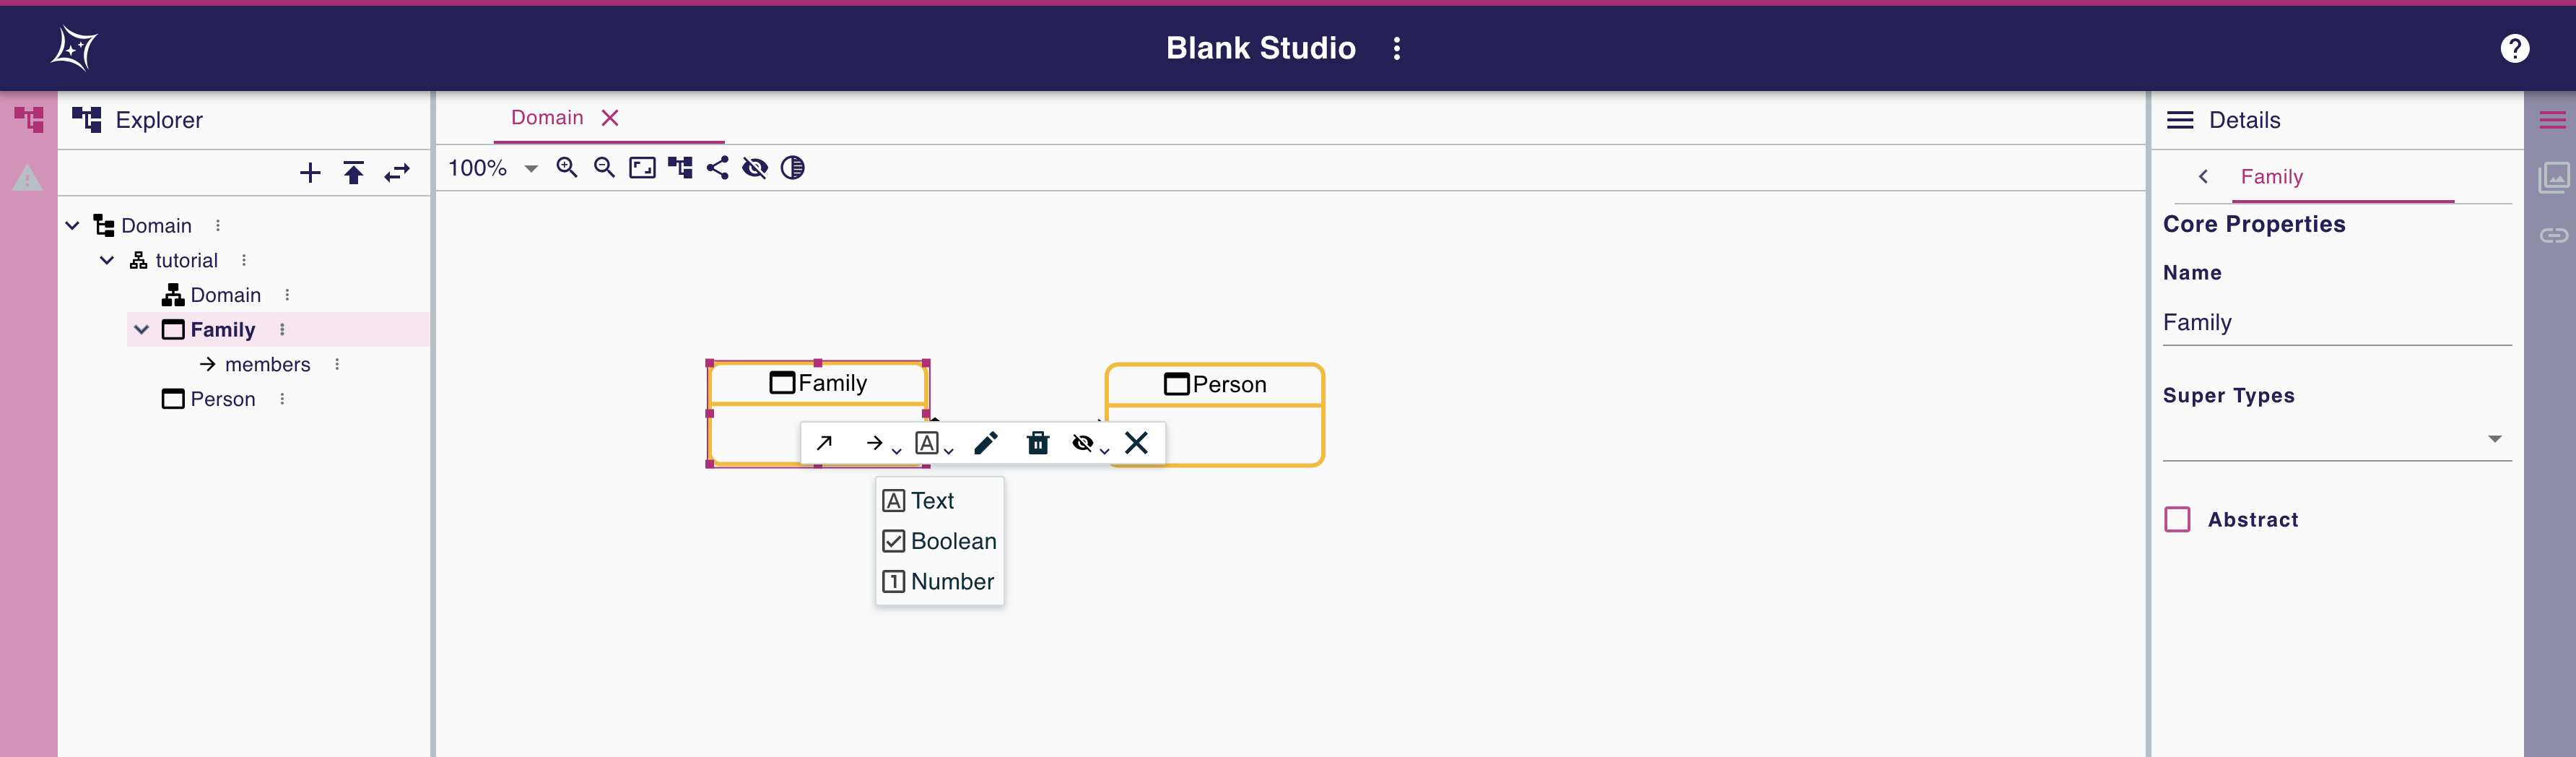 Blank Studio
Explorer
Domain
tutorial
Domain
Family
members
Person
Domain
100%
Family
Person
Text
Boolean
Number
Details
Family
Core Properties
Name
Family
Super Types
Abstract